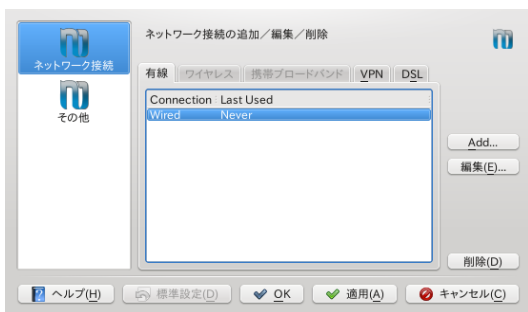 ネットワーク接続
その他
ネットワーク接続の追加／編集／削除
有線 ワイヤレス 携帯ブロードバンド VPN DSL
Connection Last Used
Wired Never
Add...
編集(E)...
削除(D)
ヘルプ(H) 標準設定(D) OK 適用(A) キャンセル(C)